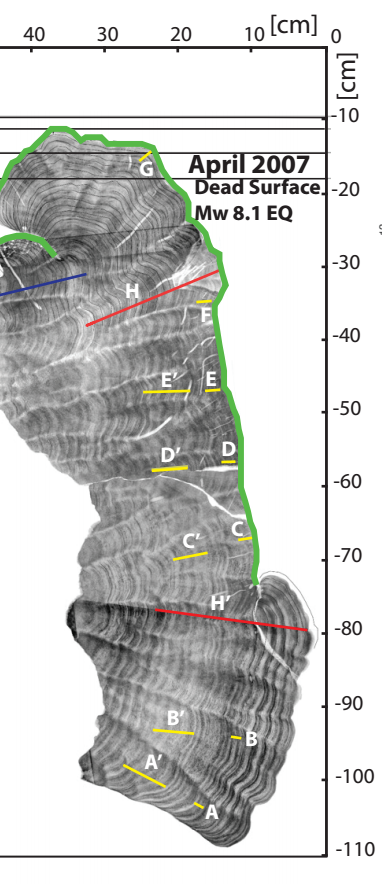 40 30 20 10 [cm] 0
[cm]
-10
G
April 2007
Dead Surface
Mw 8.1 EQ
-20
-30
H
F
-40
E' E
-50
D' D
-60
C' C
-70
H'
-80
B' B
-90
A'
-100
A
-110